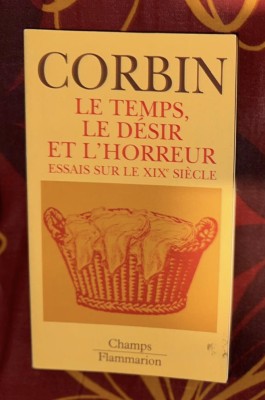 CORBIN
LE TEMPS,
LE DÉSIR
ET L'HORREUR
ESSAIS SUR LE XIXe SIÈCLE
Champs
Flammarion